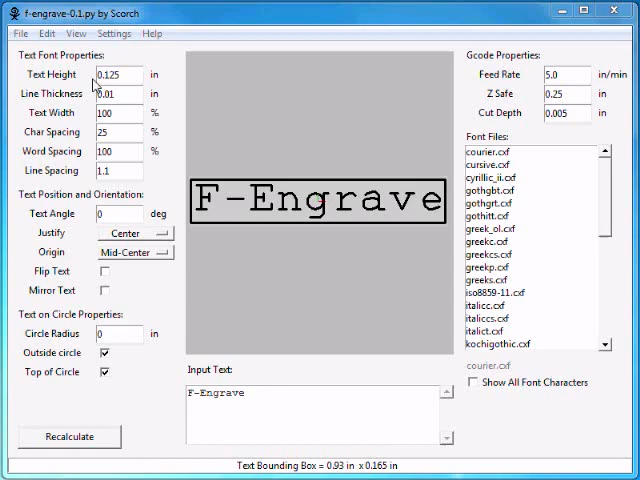 f-engrave-0.1.py by Scorch
File Edit View Settings Help
Text Font Properties:
Text Height 0.125 in
Line Thickness 0.01 in
Text Width 100 %
Char Spacing 25 %
Word Spacing 100 %
Line Spacing 1.1
Text Position and Orientation:
Text Angle 0 deg
Justify Center
Origin Mid-Center
Flip Text
Mirror Text
Text on Circle Properties:
Circle Radius 0 in
Outside circle
Top of Circle
Recalculate
F-Engrave
Input Text:
F-Engrave
Gcode Properties:
Feed Rate 5.0 in/min
Z Safe 0.25 in
Cut Depth 0.005 in
Font Files:
courier.cxf
cursive.cxf
cyrillic_ii.cxf
gothgbt.cxf
gothgrt.cxf
gothitt.cxf
greek_ol.cxf
greekc.cxf
greekcs.cxf
greekp.cxf
greeks.cxf
iso8859-11.cxf
italicc.cxf
italiccs.cxf
italict.cxf
kochigothic.cxf
courier.cxf
Show All Font Characters
Text Bounding Box = 0.93 in x 0.165 in